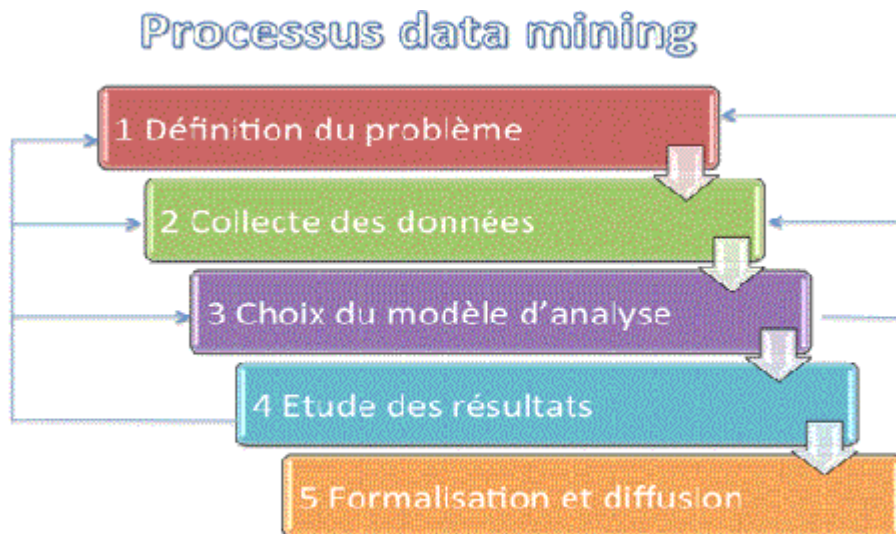 Processus data mining
1 Définition du problème
2 Collecte des données
3 Choix du modèle d’analyse
4 Etude des résultats
5 Formalisation et diffusion